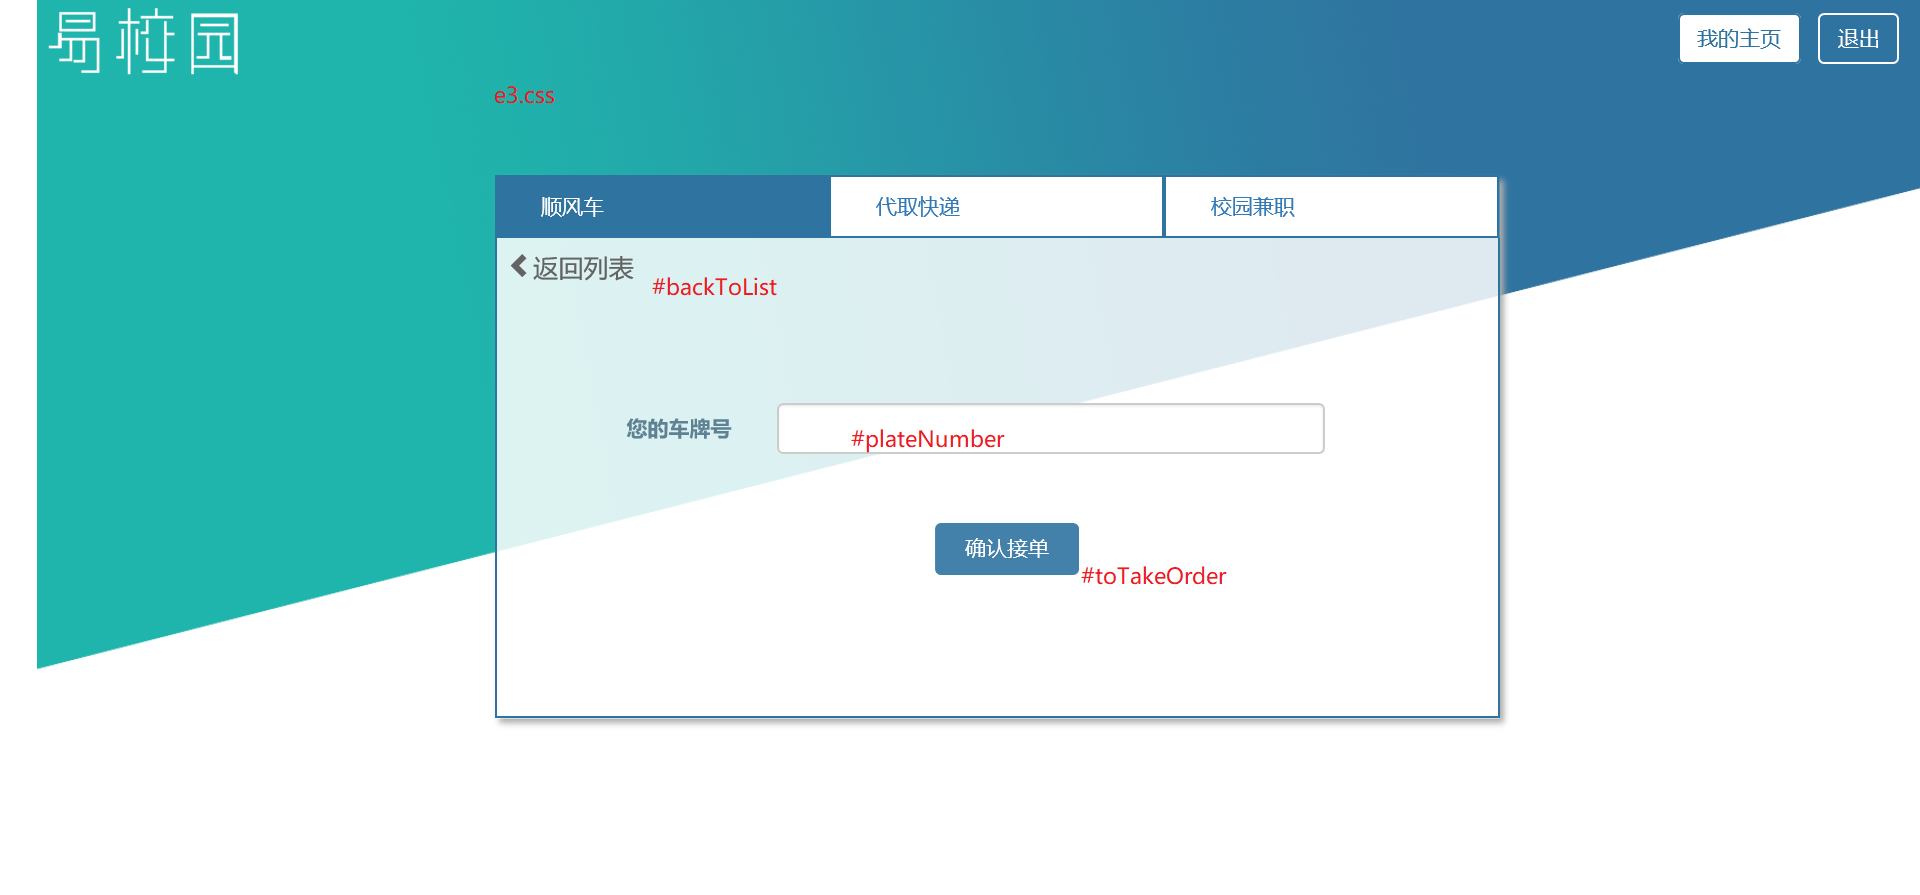 易校园
我的主页 退出
e3.css
顺风车 代取快递 校园兼职
返回列表 #backToList
您的车牌号 #plateNumber
确认接单 #toTakeOrder